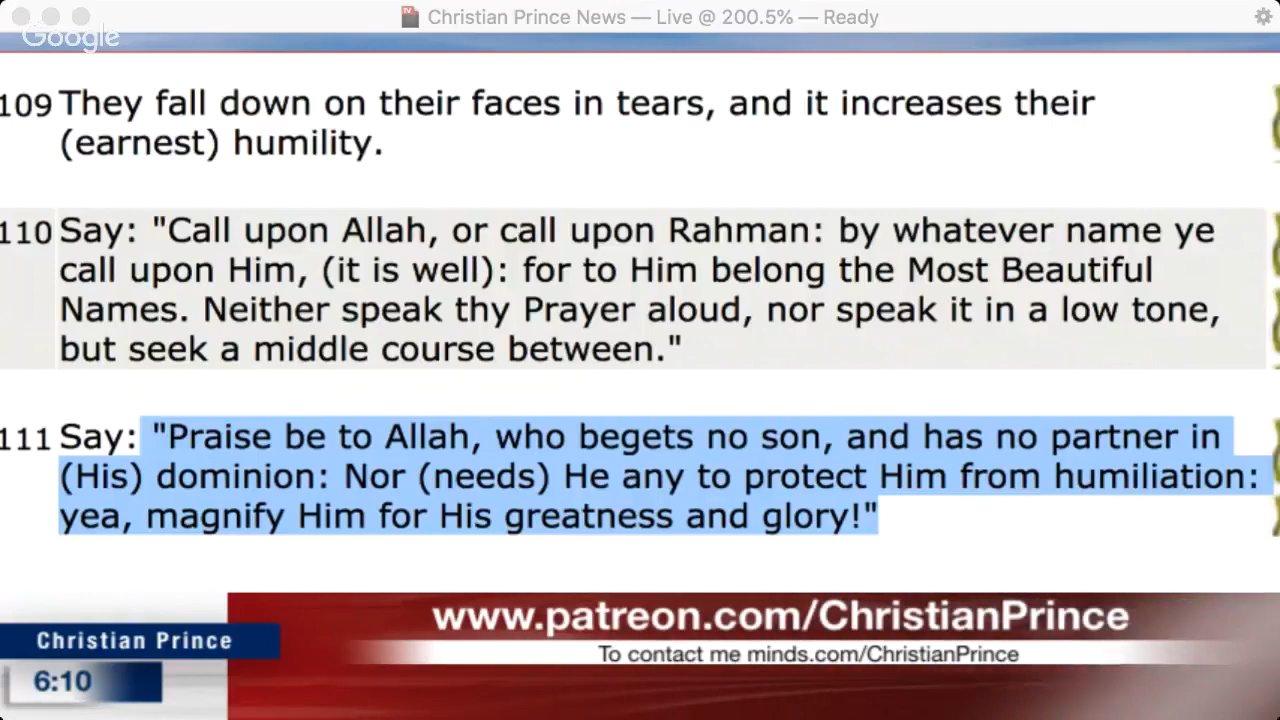 Christian Prince News — Live @ 200.5% — Ready
Google
109 They fall down on their faces in tears, and it increases their
(earnest) humility.
110 Say: "Call upon Allah, or call upon Rahman: by whatever name ye
call upon Him, (it is well): for to Him belong the Most Beautiful
Names. Neither speak thy Prayer aloud, nor speak it in a low tone,
but seek a middle course between."
111 Say: "Praise be to Allah, who begets no son, and has no partner in
(His) dominion: Nor (needs) He any to protect Him from humiliation:
yea, magnify Him for His greatness and glory!"
www.patreon.com/ChristianPrince
Christian Prince
To contact me minds.com/ChristianPrince
6:10